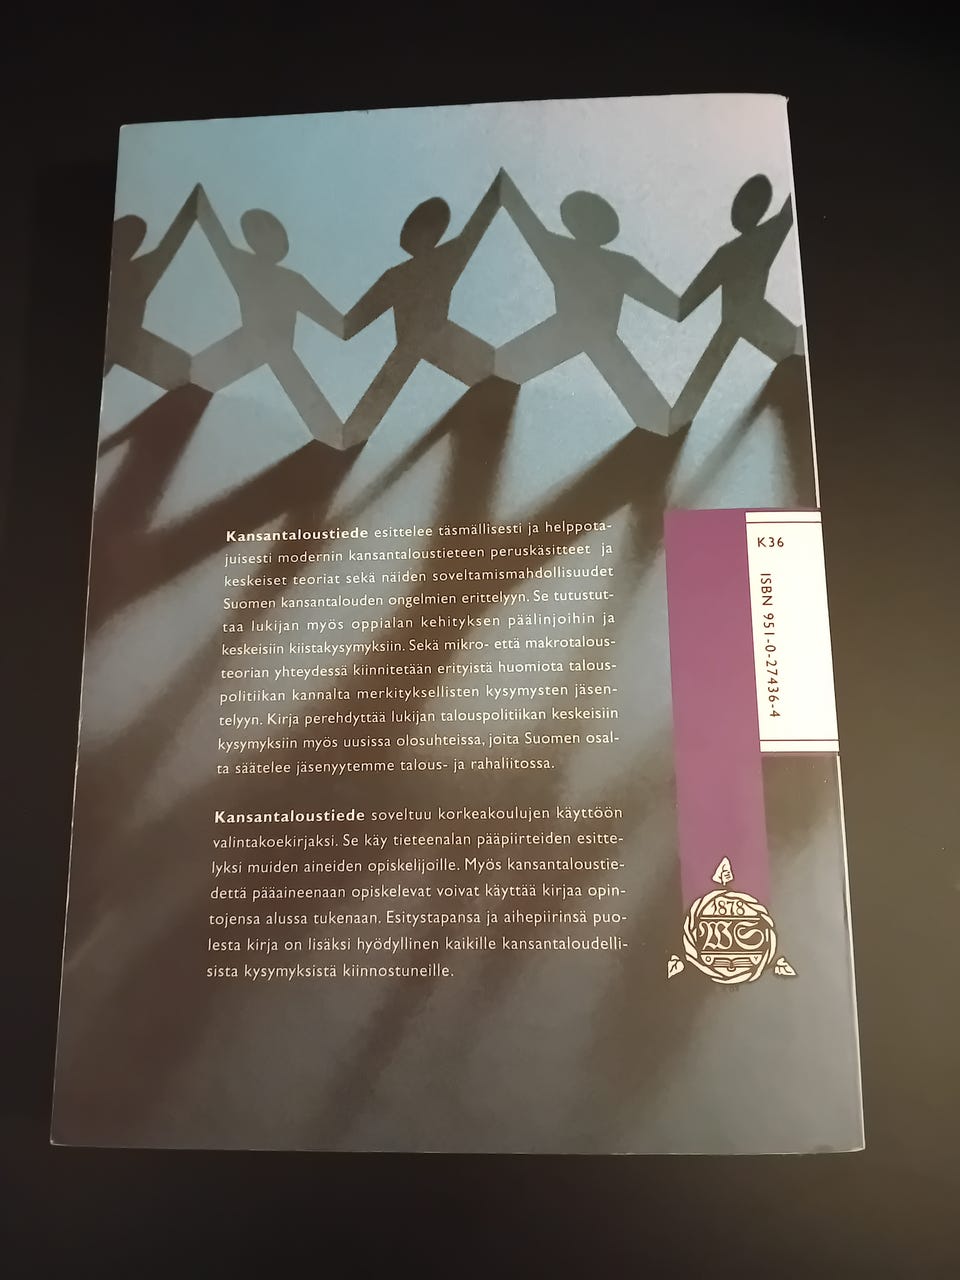 Kansantaloustiede esittelee täsmällisesti ja helppota-
juisesti modernin kansantaloustieteen peruskäsitteet ja
keskeiset teoriat sekä näiden soveltamismahdollisuudet
Suomen kansantalouden ongelmien erittelyyn. Se tutustut-
taa lukijan myös oppialan kehityksen päälinjoihin ja
keskeisiin kiistakysymyksiin. Sekä mikro- että makrotalous-
teorian yhteydessä kiinnitetään erityistä huomiota talous-
politiikan kannalta merkityksellisten kysymysten jäsen-
telyyn. Kirja perehdyttää lukijan talouspolitiikan keskeisiin
kysymyksiin myös uusissa olosuhteissa, joita Suomen osal-
ta säätelee jäsenyytemme talous- ja rahaliitossa.
Kansantaloustiede soveltuu korkeakoulujen käyttöön
valintakoekirjaksi. Se käy tieteenalan pääpiirteiden esitte-
lyksi muiden aineiden opiskelijoille. Myös kansantaloustie-
dettä pääaineenaan opiskelevat voivat käyttää kirjaa opin-
tojensa alussa tukenaan. Esitystapansa ja aihepiirinsä puo-
lesta kirja on lisäksi hyödyllinen kaikille kansantaloudelli-
sista kysymyksistä kiinnostuneille.
K36
ISBN 951-0-27436-4
1878
WS